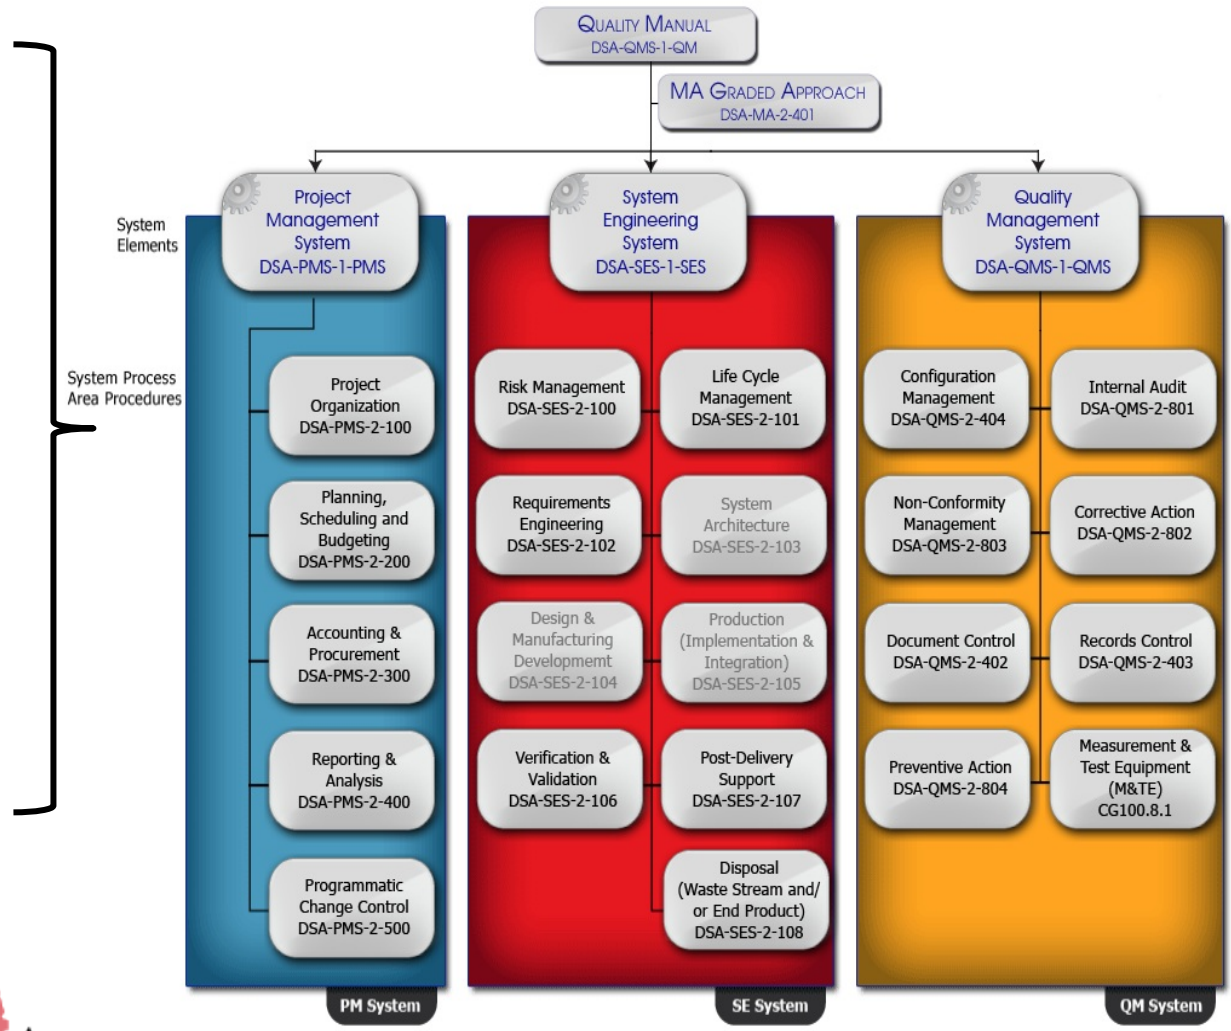 QUALITY MANUAL
DSA-QMS-1-QM
MA GRADED APPROACH
DSA-MA-2-401
System
Elements
System Process
Area Procedures
Project
Management
System
DSA-PMS-1-PMS
Project
Organization
DSA-PMS-2-100
Planning,
Scheduling and
Budgeting
DSA-PMS-2-200
Accounting &
Procurement
DSA-PMS-2-300
Reporting &
Analysis
DSA-PMS-2-400
Programmatic
Change Control
DSA-PMS-2-500
PM System
System
Engineering
System
DSA-SES-1-SES
Risk Management
DSA-SES-2-100
Life Cycle
Management
DSA-SES-2-101
Requirements
Engineering
DSA-SES-2-102
System
Architecture
DSA-SES-2-103
Design &
Manufacturing
Developmemt
DSA-SES-2-104
Production
(Implementation &
Integration)
DSA-SES-2-105
Verification &
Validation
DSA-SES-2-106
Post-Delivery
Support
DSA-SES-2-107
Disposal
(Waste Stream and/
or End Product)
DSA-SES-2-108
SE System
Quality
Management
System
DSA-QMS-1-QMS
Configuration
Management
DSA-QMS-2-404
Internal Audit
DSA-QMS-2-801
Non-Conformity
Management
DSA-QMS-2-803
Corrective Action
DSA-QMS-2-802
Document Control
DSA-QMS-2-402
Records Control
DSA-QMS-2-403
Preventive Action
DSA-QMS-2-804
Measurement &
Test Equipment
(M&TE)
CG100.8.1
QM System